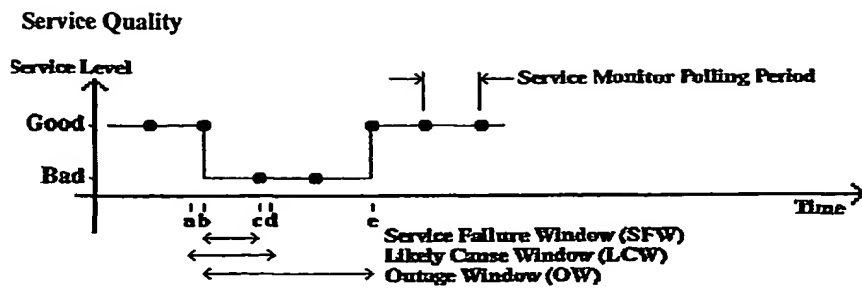 Service Quality
Service Level
Service Monitor Polling Period
Good
Bad
a b c d e
Time
Service Failure Window (SFW)
Likely Cause Window (LCW)
Outage Window (OW)